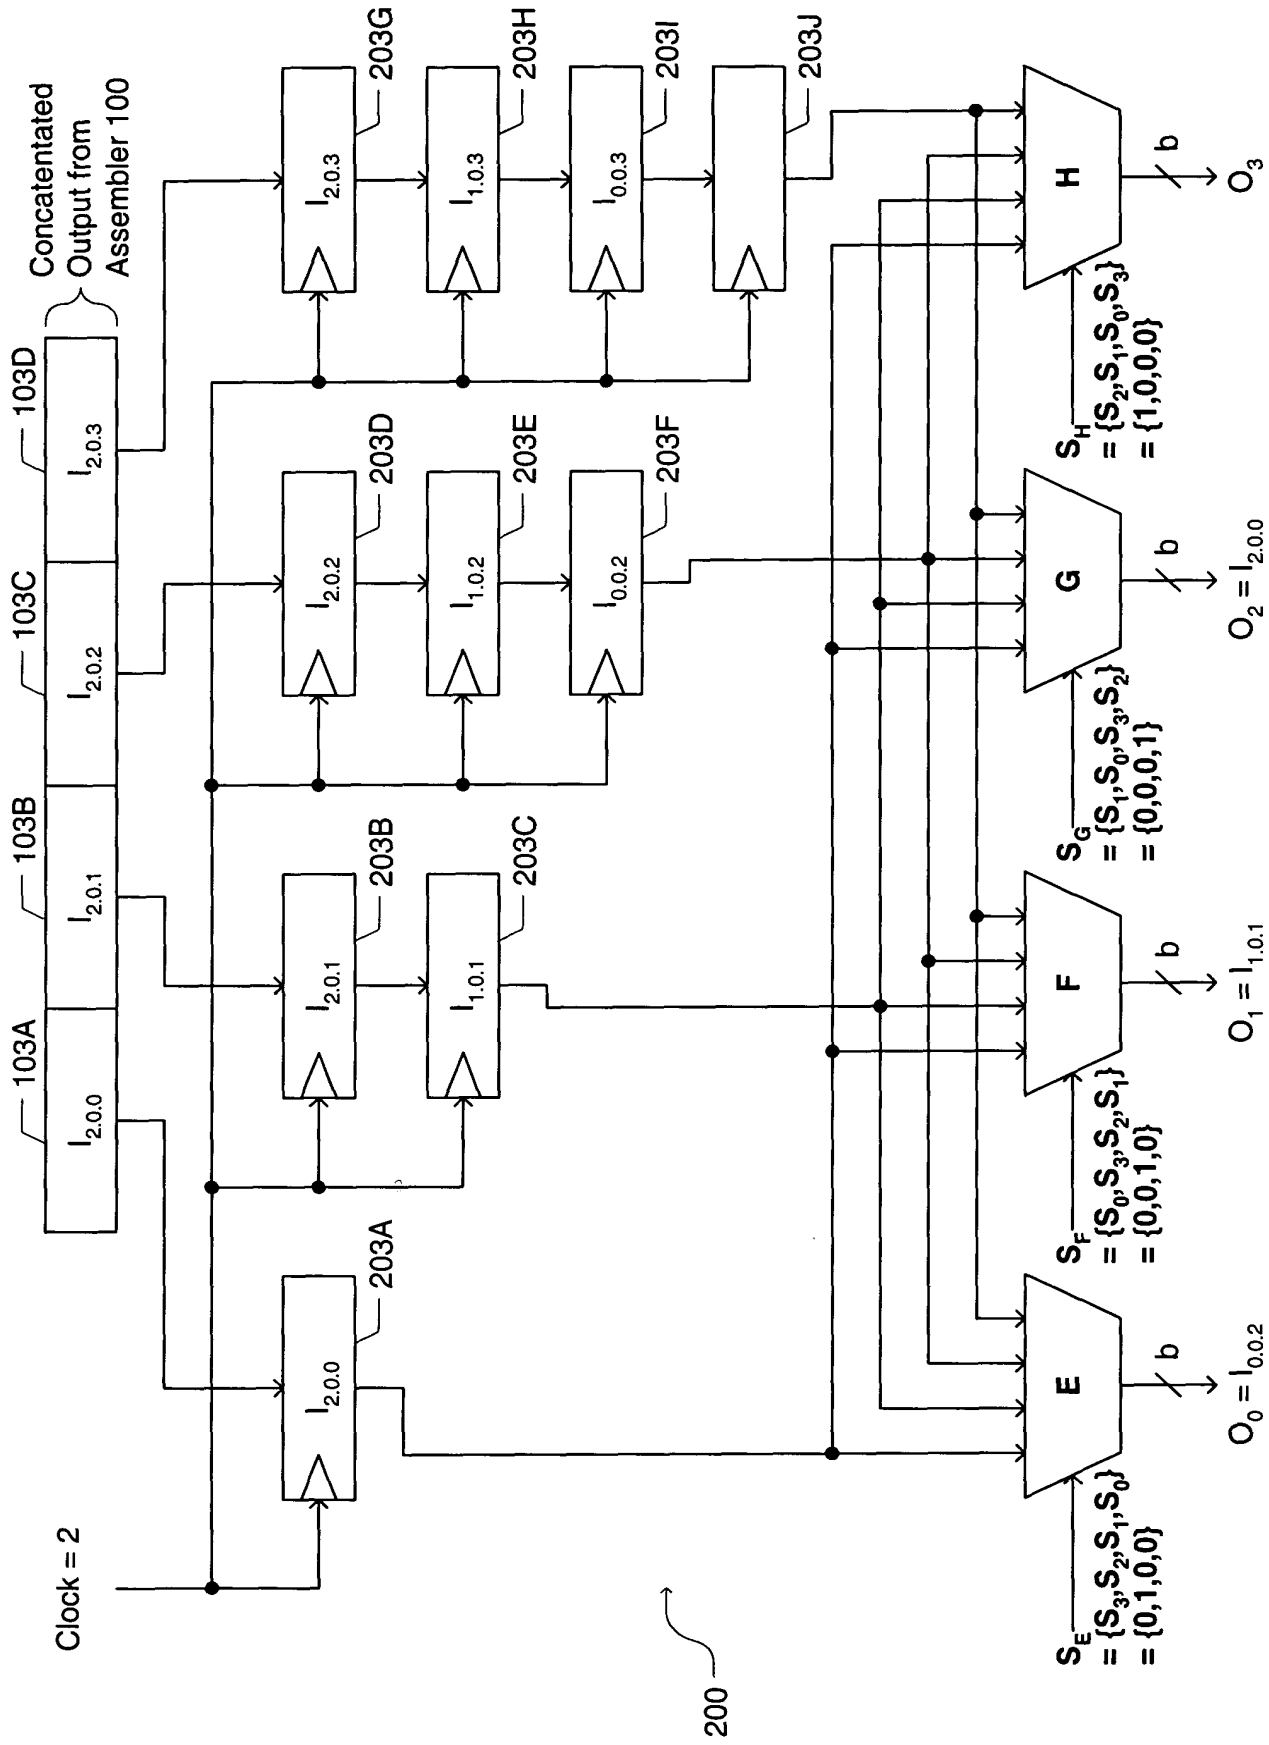 Clock = 2
Concatentated
Output from
Assembler 100
103A
103B
103C
103D
I2.0.0
I2.0.1
I2.0.2
I2.0.3
I2.0.0
203A
I2.0.1
203B
I1.0.1
203C
I2.0.2
203D
I1.0.2
203E
I0.0.2
203F
I2.0.3
203G
I1.0.3
203H
I0.0.3
203I
203J
200
E
F
G
H
SE
= {S3,S2,S1,S0}
= {0,1,0,0}
SF
= {S0,S3,S2,S1}
= {0,0,1,0}
SG
= {S1,S0,S3,S2}
= {0,0,0,1}
SH
= {S2,S1,S0,S3}
= {1,0,0,0}
b
b
b
b
O0 = I0.0.2
O1 = I1.0.1
O2 = I2.0.0
O3